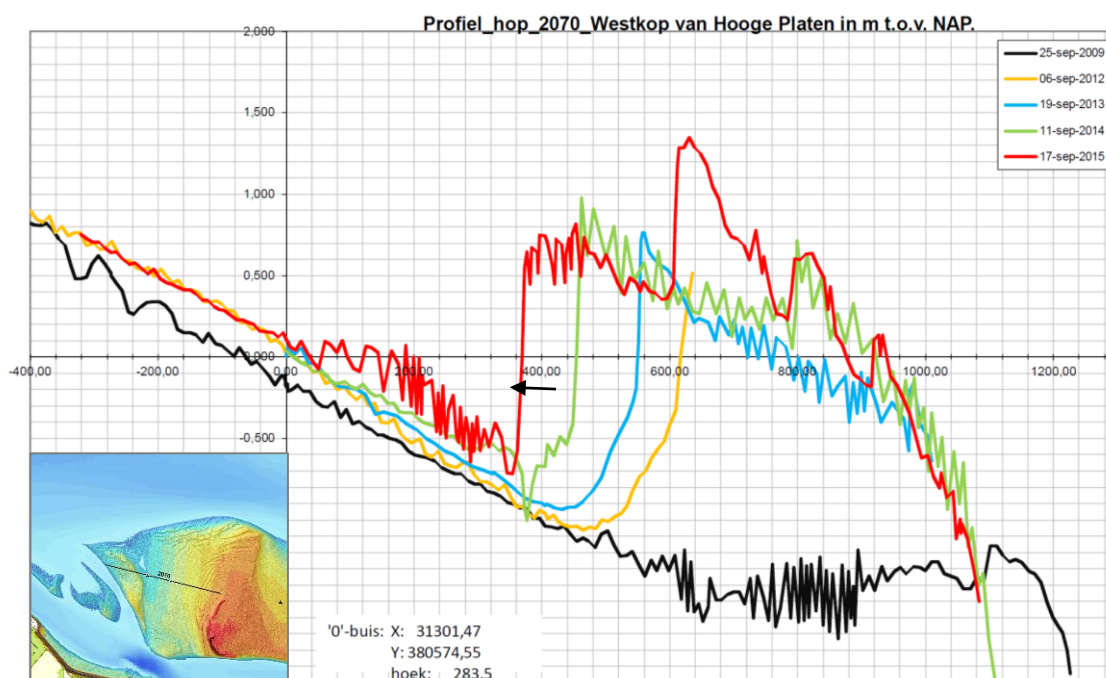 Profiel_hop_2070_Westkop van Hooge Platen in m t.o.v. NAP.
2,000
1,500
1,000
0,500
0,000
-0,500
-400,00
-200,00
0,00
200,00
400,00
600,00
800,00
1000,00
1200,00
25-sep-2009
06-sep-2012
19-sep-2013
11-sep-2014
17-sep-2015
2070
'0'-buis: X: 31301,47
Y: 380574,55
hoek: 283.5